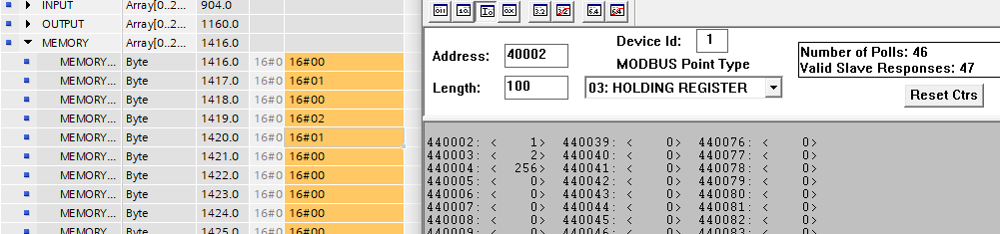 INPUT Array[0..2... 904.0
OUTPUT Array[0..2... 1160.0
MEMORY Array[0..2... 1416.0
MEMORY... Byte 1416.0 16#0 16#00
MEMORY... Byte 1417.0 16#0 16#01
MEMORY... Byte 1418.0 16#0 16#00
MEMORY... Byte 1419.0 16#0 16#02
MEMORY... Byte 1420.0 16#0 16#01
MEMORY... Byte 1421.0 16#0 16#00
MEMORY... Byte 1422.0 16#0 16#00
MEMORY... Byte 1423.0 16#0 16#00
MEMORY... Byte 1424.0 16#0 16#00
MEMORY... Byte 1425.0 16#0 16#00
Address: 40002
Device Id: 1
MODBUS Point Type
Length: 100
03: HOLDING REGISTER
Number of Polls: 46
Valid Slave Responses: 47
Reset Ctrs
440002: < 1> 440039: < 0> 440076: < 0>
440003: < 2> 440040: < 0> 440077: < 0>
440004: < 256> 440041: < 0> 440078: < 0>
440005: < 0> 440042: < 0> 440079: < 0>
440006: < 0> 440043: < 0> 440080: < 0>
440007: < 0> 440044: < 0> 440081: < 0>
440008: < 0> 440045: < 0> 440082: < 0>
440009: < 0> 440046: < 0> 440083: < 0>